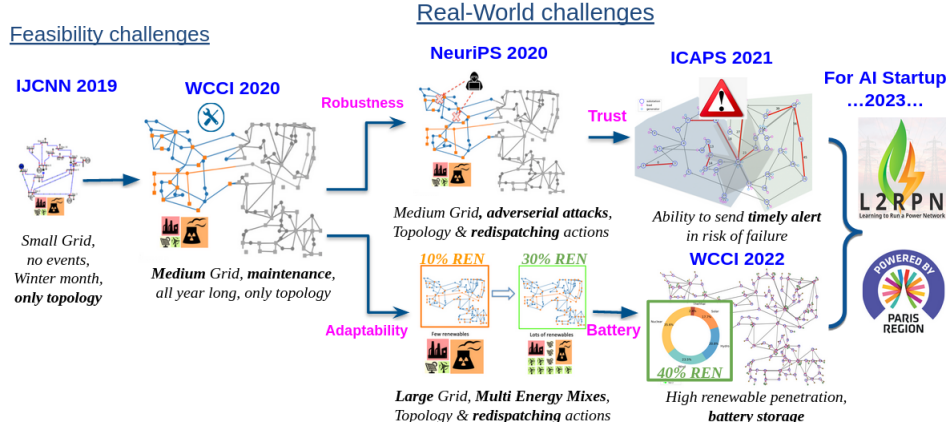 Real-World challenges
Feasibility challenges
IJCNN 2019
WCCI 2020
NeuriPS 2020
ICAPS 2021
For AI Startup
…2023…
Robustness
Trust
Small Grid,
no events,
Winter month,
only topology
Medium Grid, maintenance,
all year long, only topology
Medium Grid, adverserial attacks,
Topology & redispatching actions
Ability to send timely alert
in risk of failure
L2RPN
Learning to Run a Power Network
Adaptability
10% REN
30% REN
Few renewables
Lots of renewables
Battery
WCCI 2022
40% REN
Large Grid, Multi Energy Mixes,
Topology & redispatching actions
High renewable penetration,
battery storage
POWERED BY
PARIS
REGION